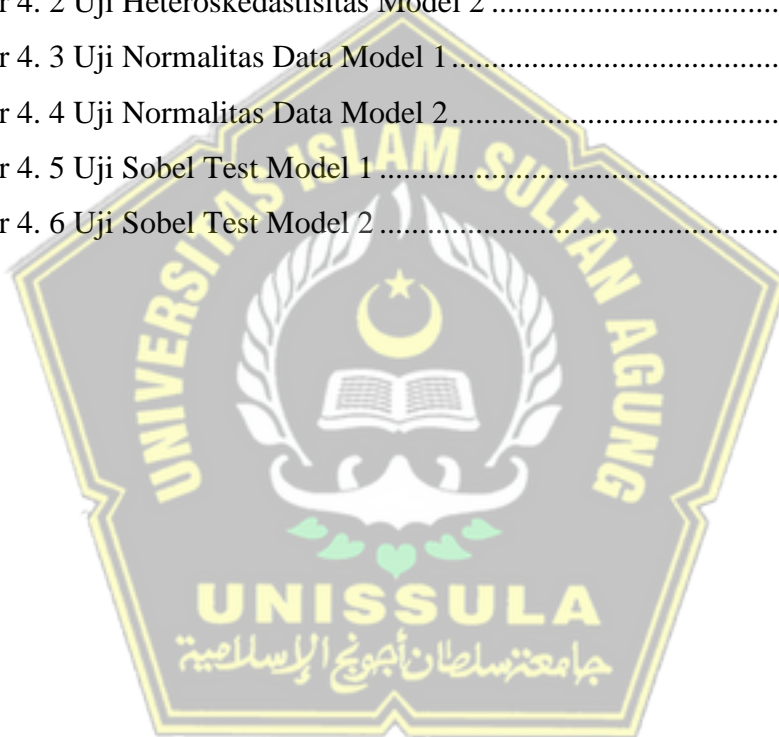 r 4. 2 Uji Heteroskedastisitas Model 2 ..........................................
r 4. 3 Uji Normalitas Data Model 1 ................................................
r 4. 4 Uji Normalitas Data Model 2 ................................................
r 4. 5 Uji Sobel Test Model 1 ..........................................................
r 4. 6 Uji Sobel Test Model 2 ..........................................................
UNIVERSITAS ISLAM SULTAN AGUNG
UNISSULA
جامعة سلطان أجونج الإسلامية